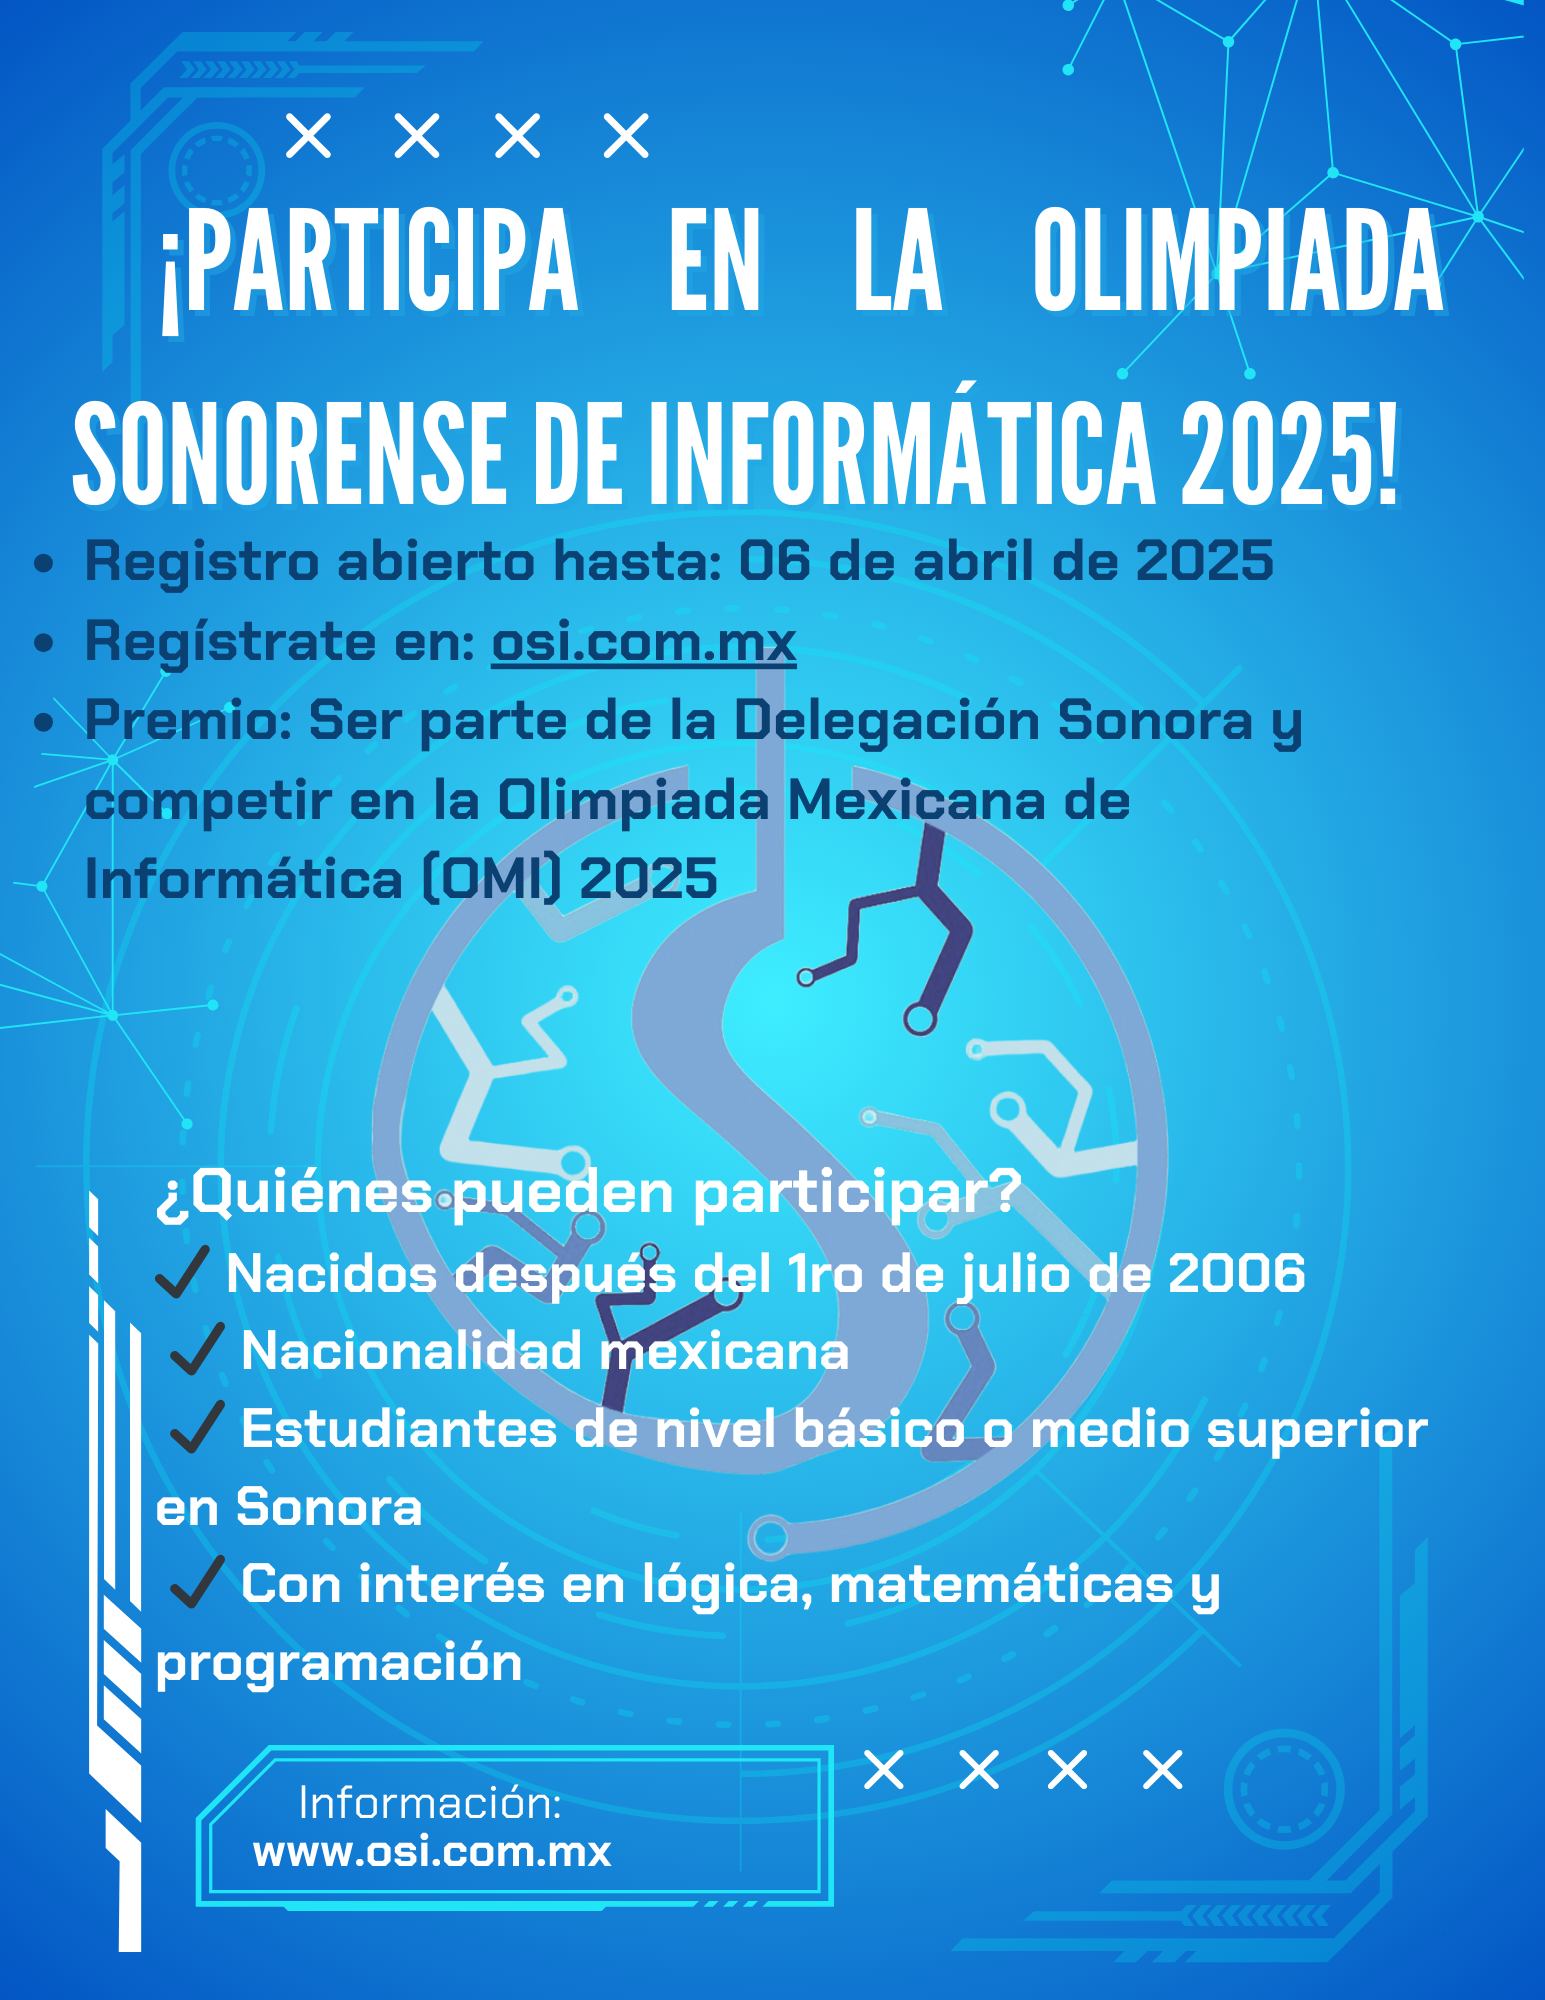 ¡PARTICIPA EN LA OLIMPIADA
SONORENSE DE INFORMÁTICA 2025!
• Registro abierto hasta: 06 de abril de 2025
• Regístrate en: osi.com.mx
• Premio: Ser parte de la Delegación Sonora y
competir en la Olimpiada Mexicana de
Informática (OMI) 2025
¿Quiénes pueden participar?
✓ Nacidos después del 1ro de julio de 2006
✓ Nacionalidad mexicana
✓ Estudiantes de nivel básico o medio superior
en Sonora
✓ Con interés en lógica, matemáticas y
programación
Información:
www.osi.com.mx